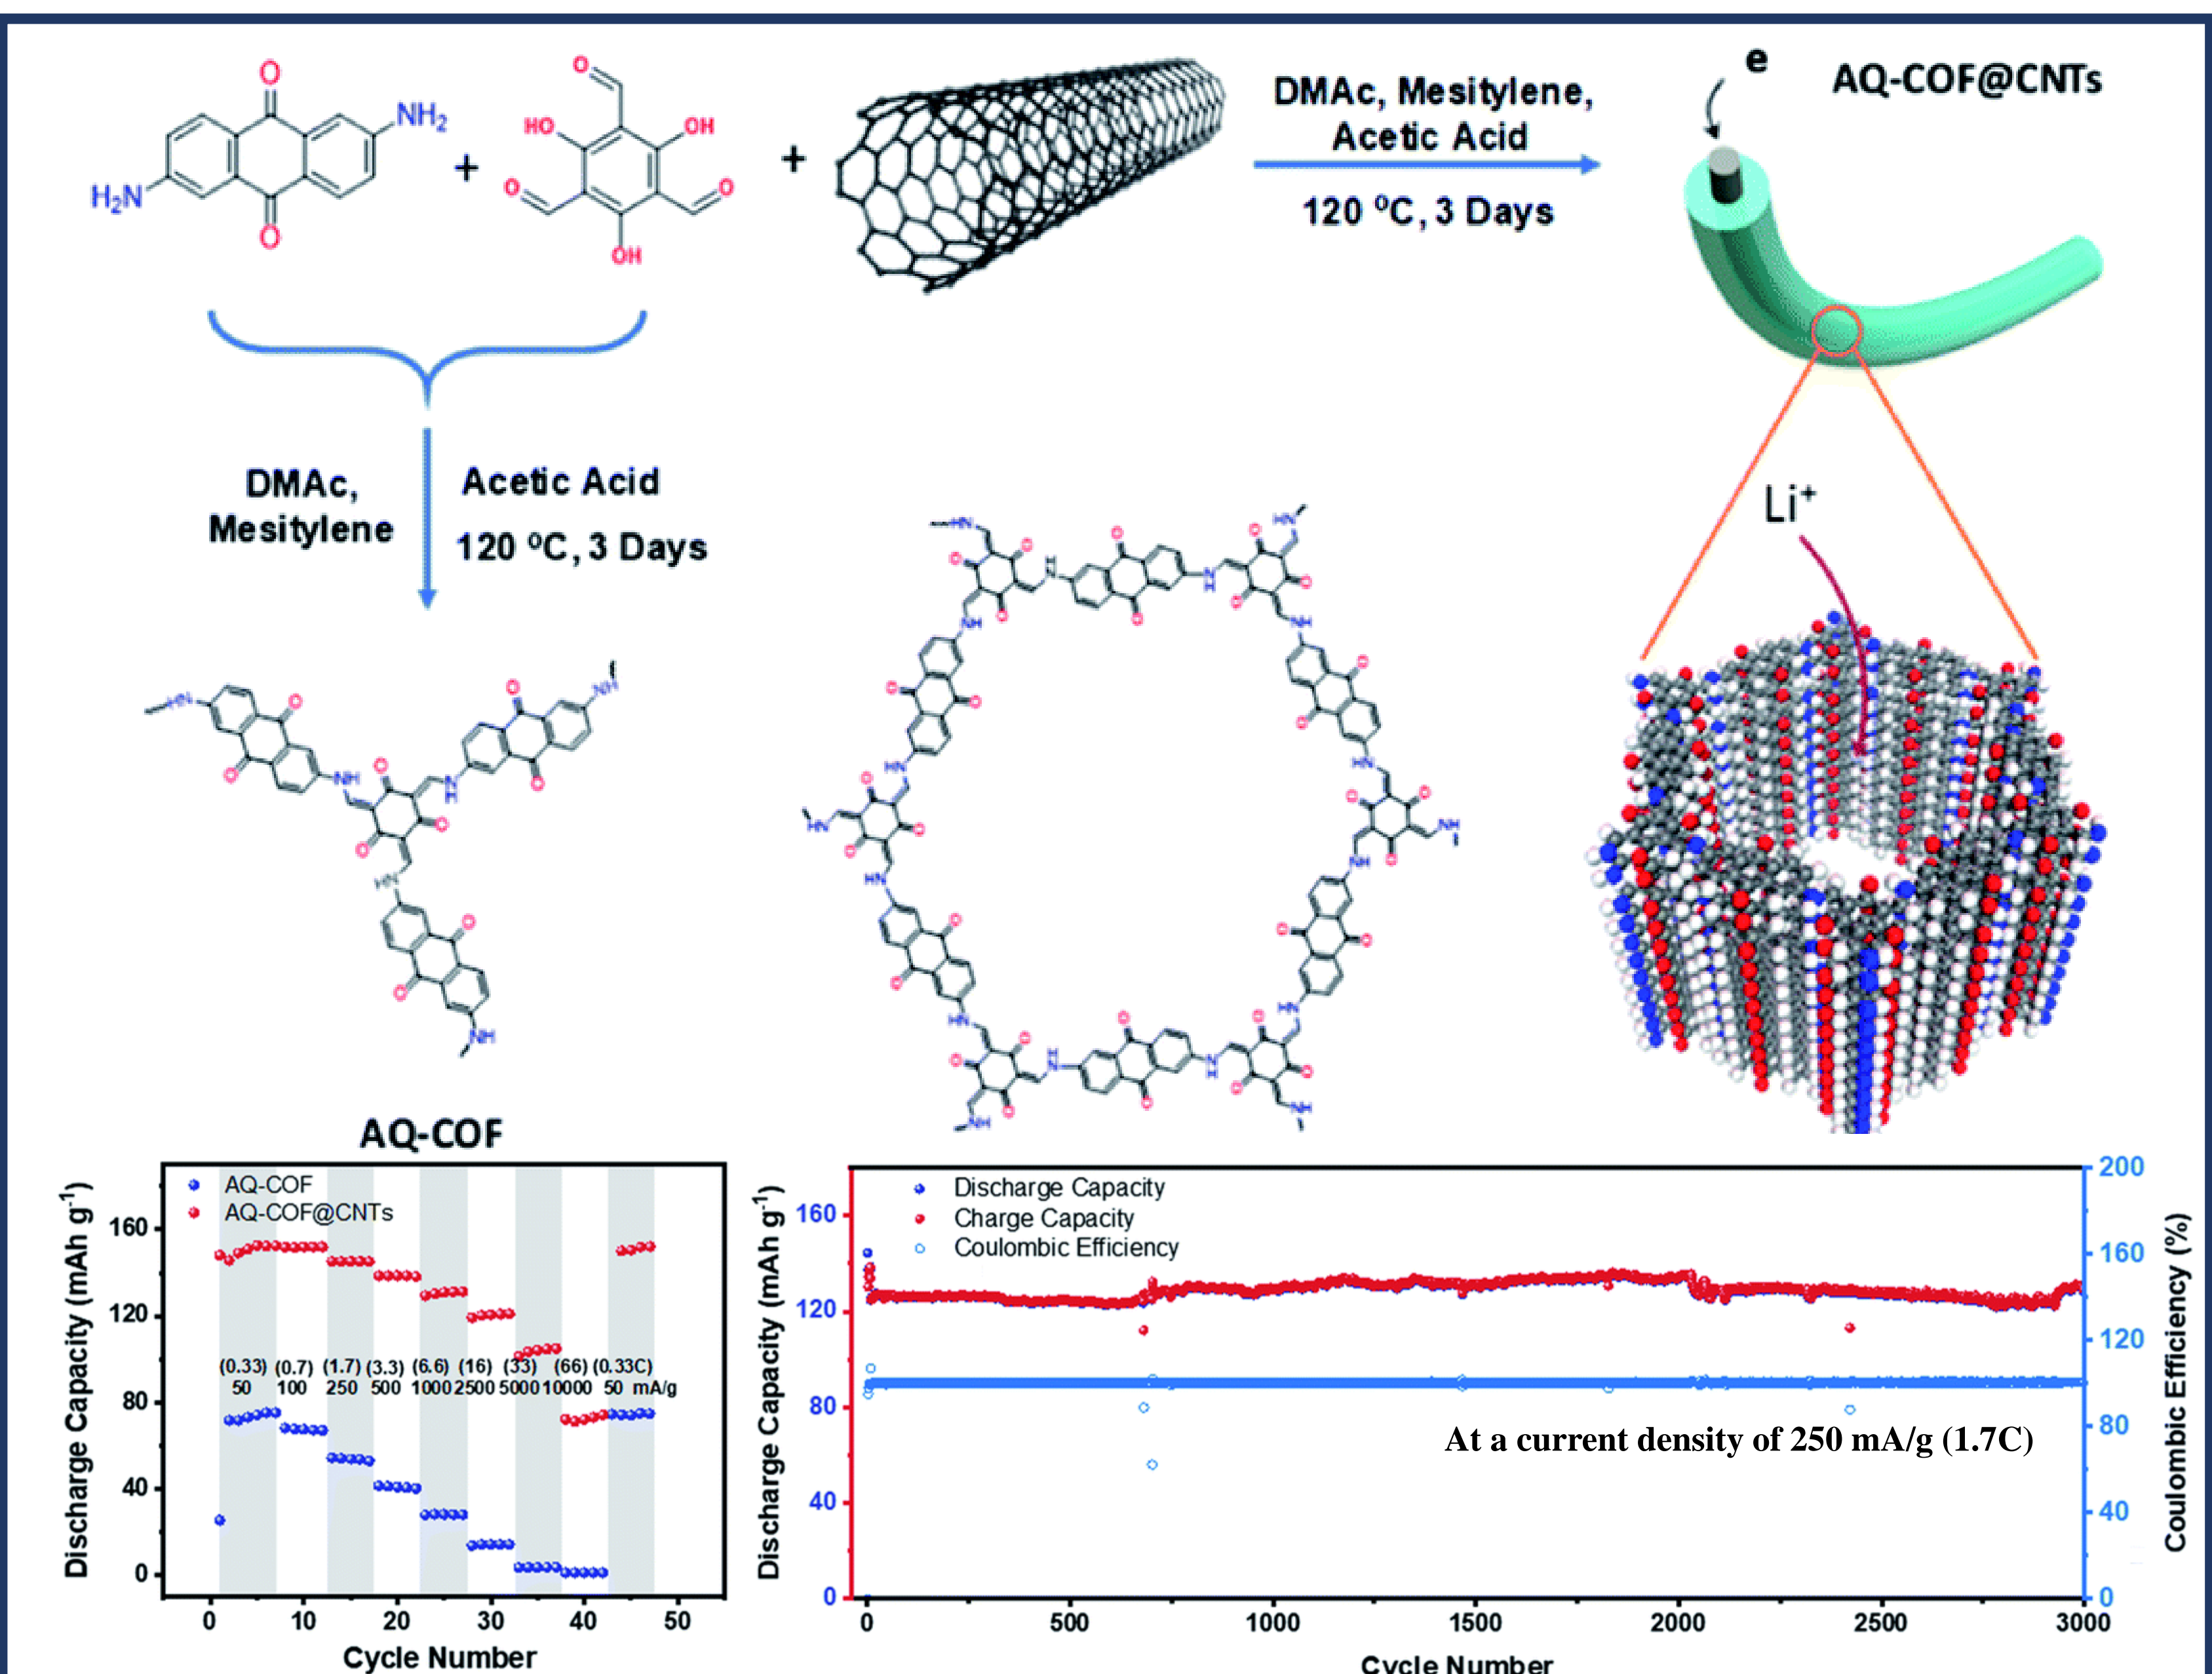 O
NH₂
H₂N
O
+
O
HO
OH
O
O
OH
+
DMAc, Mesitylene,
Acetic Acid
120 ⁰C, 3 Days
e
AQ-COF@CNTs
DMAc,
Mesitylene
Acetic Acid
120 ⁰C, 3 Days
Li⁺
AQ-COF
AQ-COF
AQ-COF@CNTs
Discharge Capacity (mAh g⁻¹)
160
120
80
40
0
(0.33) (0.7) (1.7) (3.3) (6.6) (16) (33) (66) (0.33C)
50 100 250 500 1000 2500 5000 10000 50 mA/g
0 10 20 30 40 50
Cycle Number
Discharge Capacity
Charge Capacity
Coulombic Efficiency
Discharge Capacity (mAh g⁻¹)
160
120
80
40
0
At a current density of 250 mA/g (1.7C)
200
160
120
80
40
0
Coulombic Efficiency (%)
0 500 1000 1500 2000 2500 3000
Cycle Number